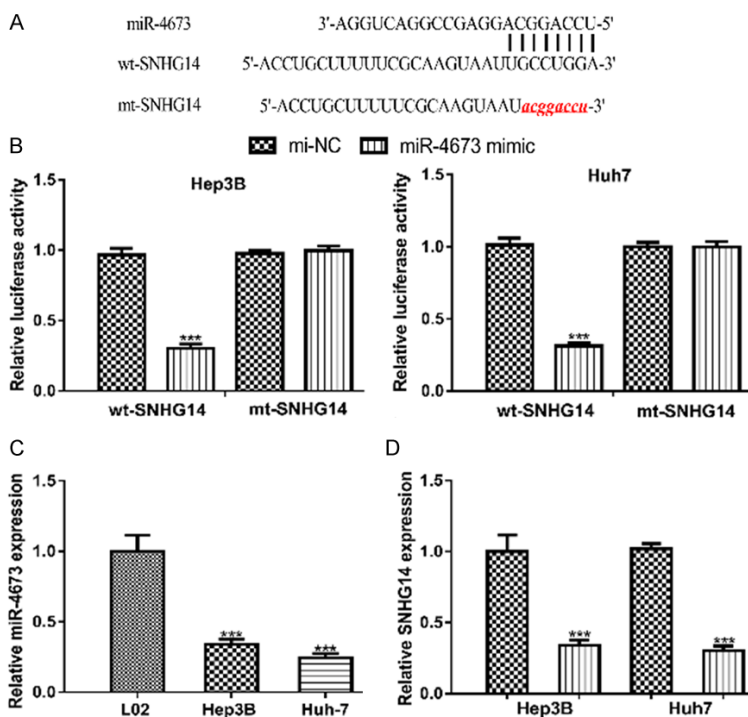 A
miR-4673 3'-AGGUCAGGCCGAGGACGGACCU-5'
wt-SNHG14 5'-ACCUGCUUUUUCGCAAGUAAUUGCCUGGA-3'
mt-SNHG14 5'-ACCUGCUUUUUCGCAAGUAAUacggaccu-3'
mi-NC miR-4673 mimic
B
Hep3B
Relative luciferase activity
1.5
1.0
0.5
0.0
***
wt-SNHG14 mt-SNHG14
Huh7
Relative luciferase activity
1.5
1.0
0.5
0.0
***
wt-SNHG14 mt-SNHG14
C
Relative miR-4673 expression
1.5
1.0
0.5
0.0
*** ***
L02 Hep3B Huh-7
D
Relative SNHG14 expression
1.5
1.0
0.5
0.0
*** ***
Hep3B Huh7